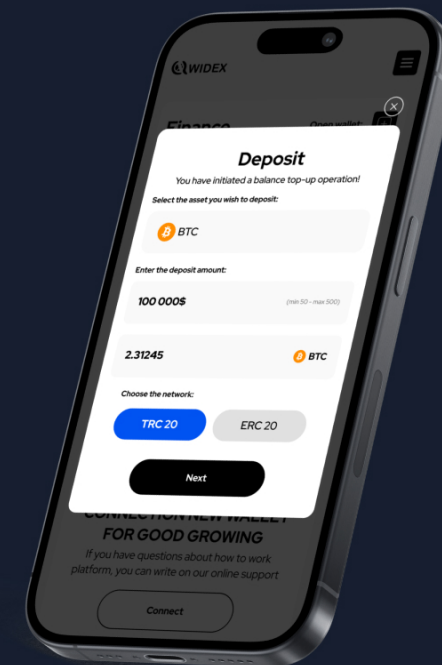 WIDEX
Finance
Open wallet:
Deposit
You have initiated a balance top-up operation!
Select the asset you wish to deposit:
BTC
Enter the deposit amount:
100 000$ (min 50 - max 500)
2.31245 BTC
Choose the network:
TRC 20 ERC 20
Next
CONNECTION NEW WALLET
FOR GOOD GROWING
If you have questions about how to work
platform, you can write on our online support
Connect